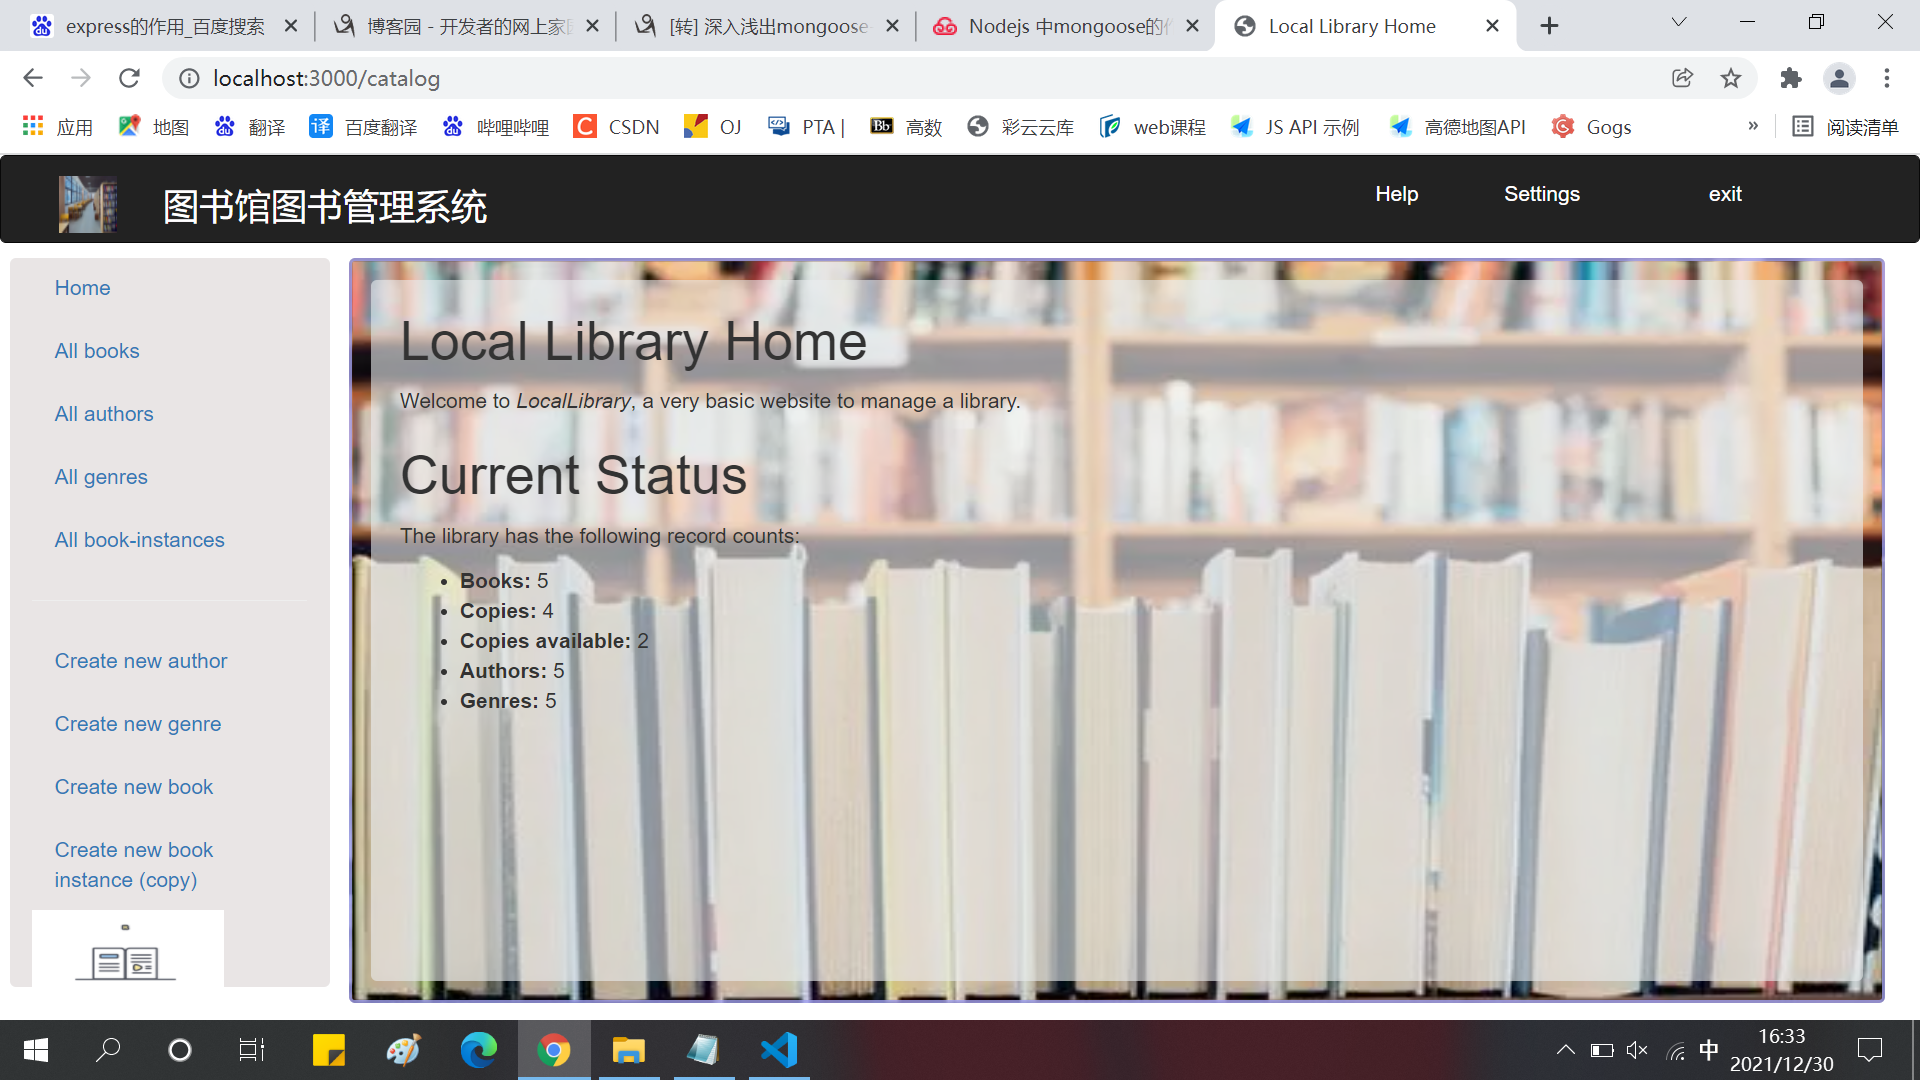 express的作用_百度搜索
博客园 - 开发者的网上家
[转] 深入浅出mongoose-
Nodejs 中mongoose的
Local Library Home
localhost:3000/catalog
应用
地图
翻译
译
百度翻译
哔哩哔哩
C
CSDN
OJ
PTA |
Bb
高数
彩云云库
web课程
JS API 示例
高德地图API
Gogs
»
阅读清单
图书馆图书管理系统
Help
Settings
exit
Home
All books
All authors
All genres
All book-instances
Create new author
Create new genre
Create new book
Create new book
instance (copy)
Local Library Home
Welcome to LocalLibrary, a very basic website to manage a library.
Current Status
The library has the following record counts:
• Books: 5
• Copies: 4
• Copies available: 2
• Authors: 5
• Genres: 5
中
16:33
2021/12/30